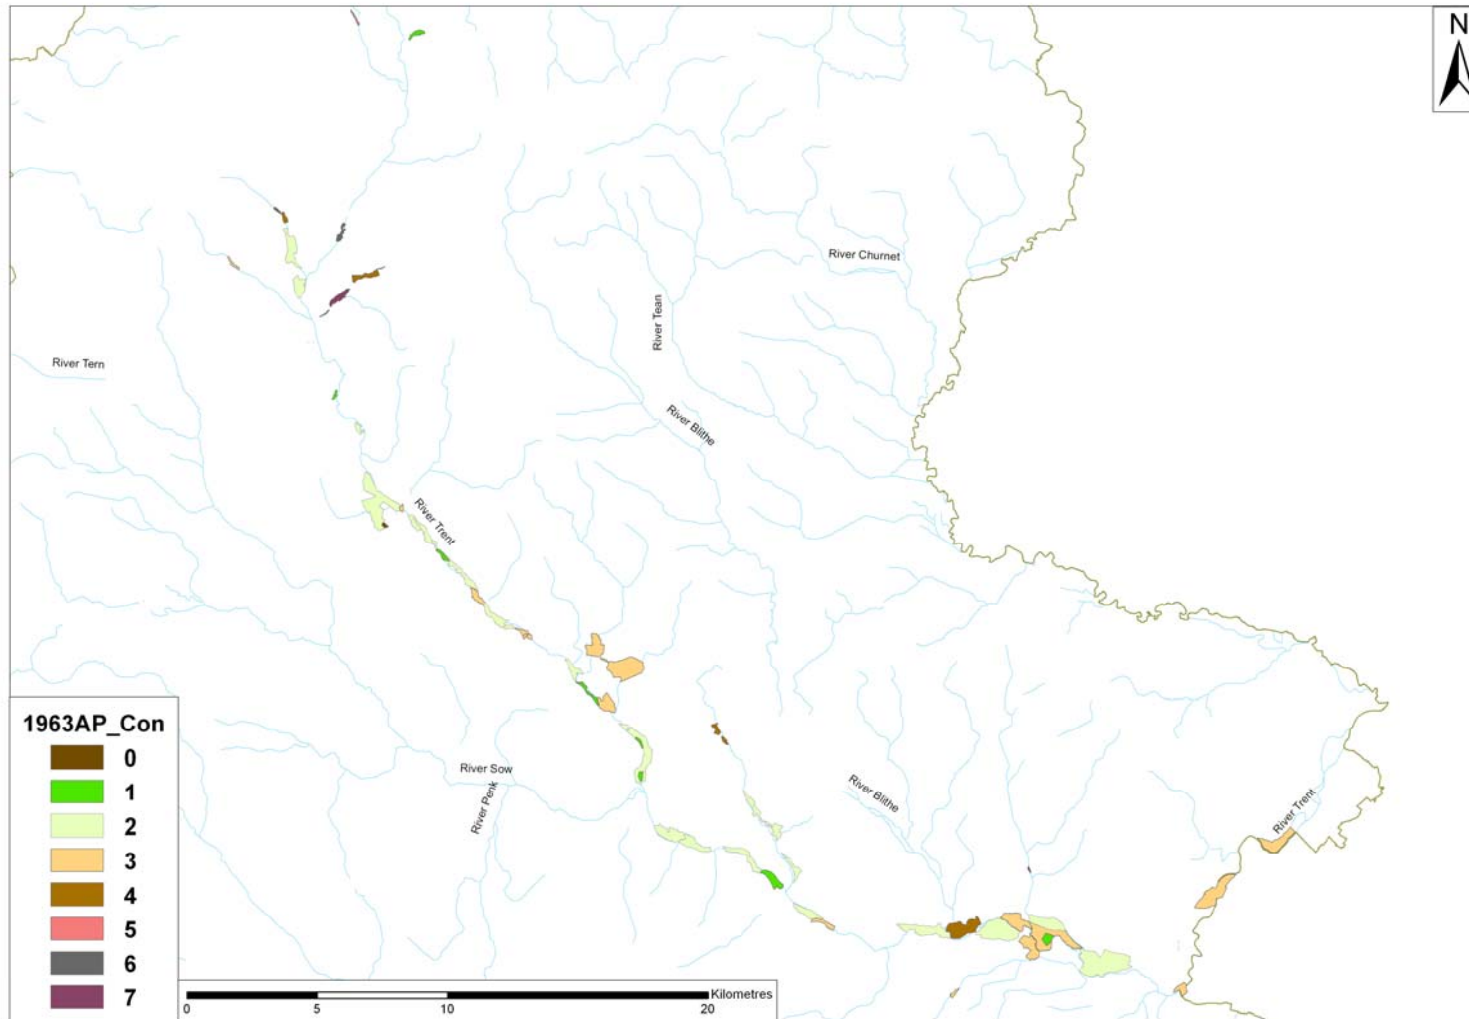 N
River Churnet
River Tean
River Tern
River Blithe
River Trent
River Sow
River Penk
River Blithe
River Trent
1963AP_Con
0
1
2
3
4
5
6
7
Kilometres
0 5 10 20